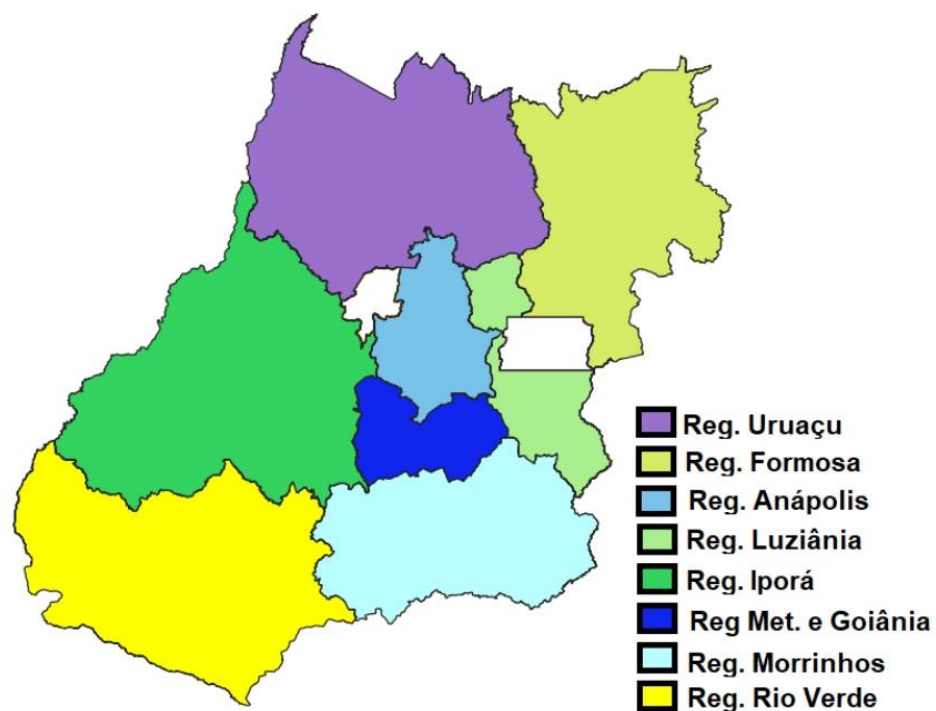 Reg. Uruaçu
Reg. Formosa
Reg. Anápolis
Reg. Luziânia
Reg. Iporá
Reg Met. e Goiânia
Reg. Morrinhos
Reg. Rio Verde